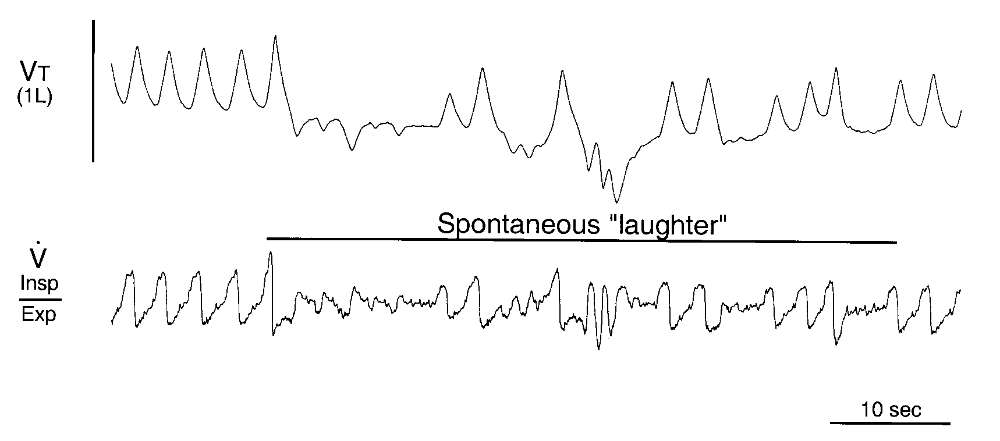 VT
(1L)
Spontaneous "laughter"
V̇
Insp
Exp
10 sec